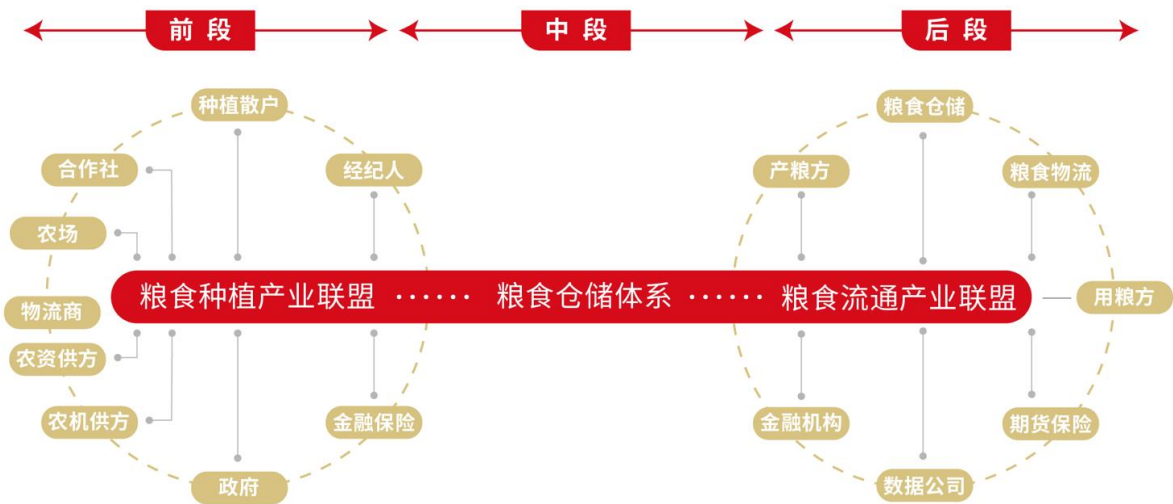 前段
中段
后段
种植散户
合作社
经纪人
农场
物流商
农资供方
农机供方
金融保险
政府
粮食种植产业联盟 ······ 粮食仓储体系 ······ 粮食流通产业联盟
粮食仓储
产粮方
粮食物流
用粮方
金融机构
期货保险
数据公司